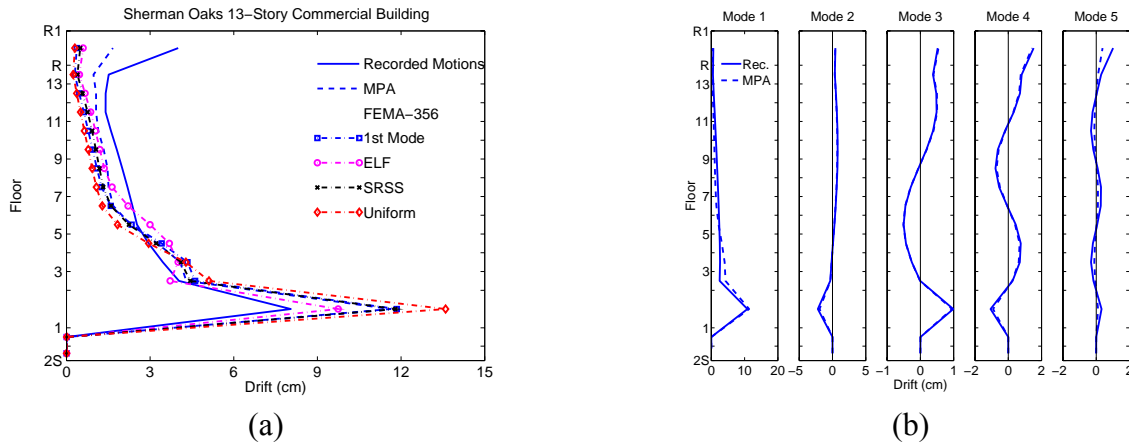 Sherman Oaks 13−Story Commercial Building
R1
R
13
11
9
7
5
3
1
2S
Floor
Recorded Motions
MPA
FEMA−356
1st Mode
ELF
SRSS
Uniform
0 3 6 9 12 15
Drift (cm)
(a)
Mode 1 Mode 2 Mode 3 Mode 4 Mode 5
R1
R
13
11
9
7
5
3
1
2S
Floor
Rec.
MPA
0 10 20 −5 0 5 −1 0 1 −2 0 2 −2 0 2
Drift (cm)
(b)